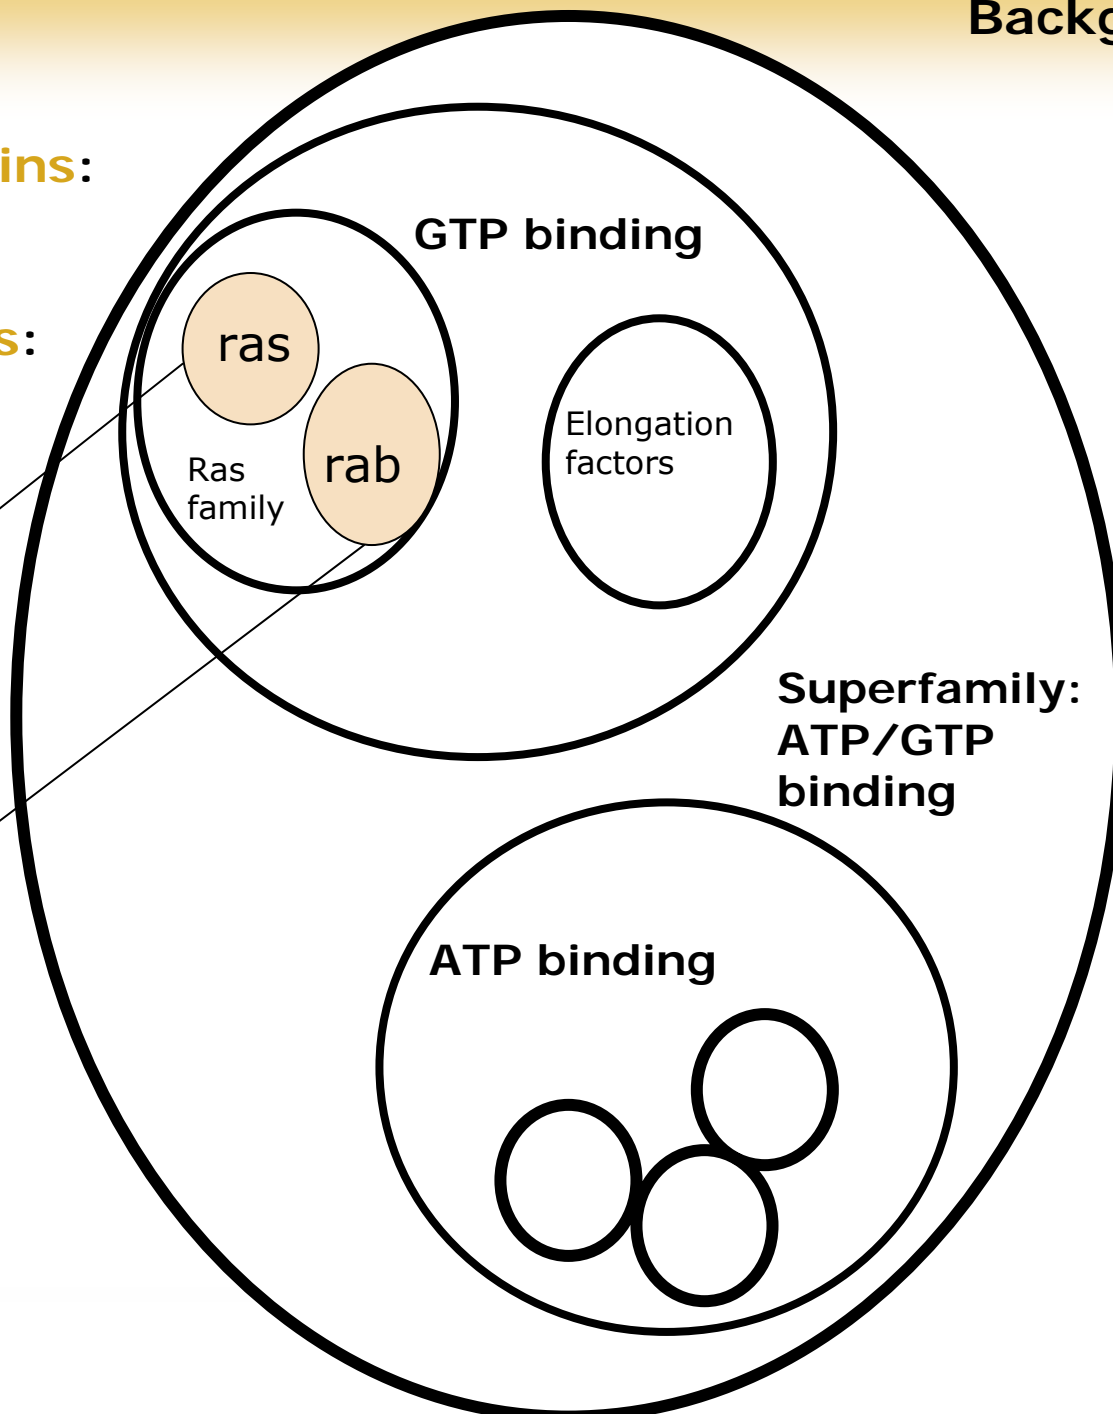 Backg
ins:
GTP binding
s:
ras
Elongation
factors
rab
Ras
family
Superfamily:
ATP/GTP
binding
ATP binding